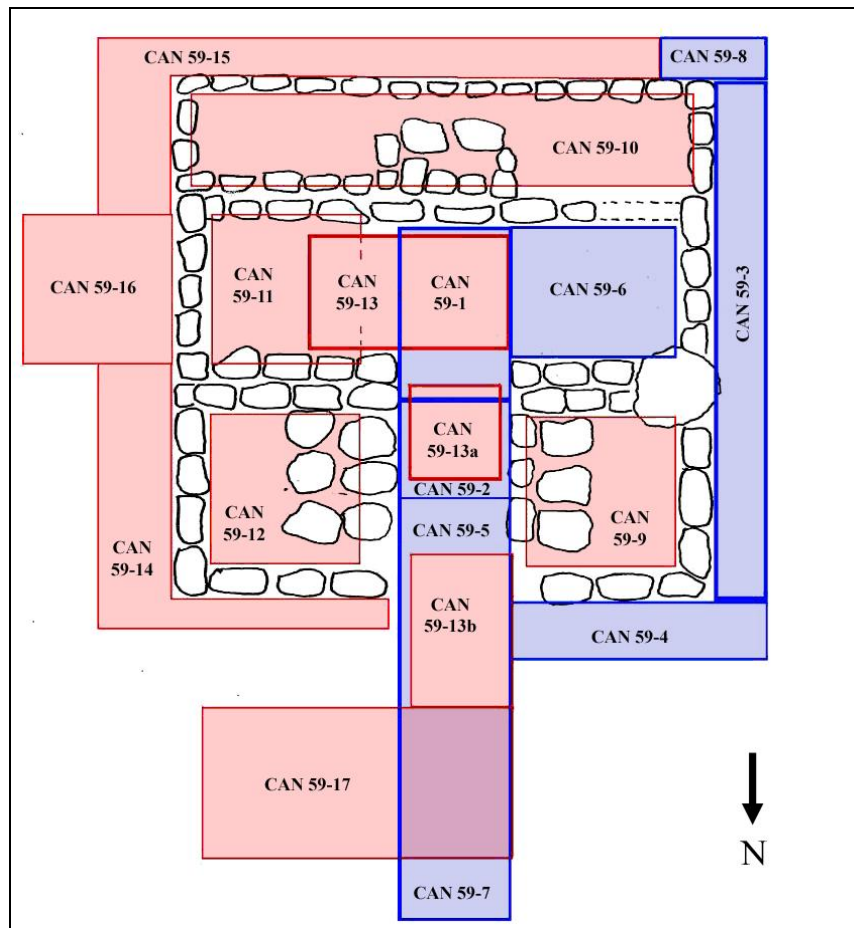 CAN 59-15
CAN 59-8
CAN 59-10
CAN 59-3
CAN 59-16
CAN
59-11
CAN
59-13
CAN
59-1
CAN 59-6
CAN
59-13a
CAN 59-2
CAN 59-5
CAN
59-12
CAN
59-9
CAN
59-14
CAN
59-13b
CAN 59-4
CAN 59-17
CAN 59-7
N